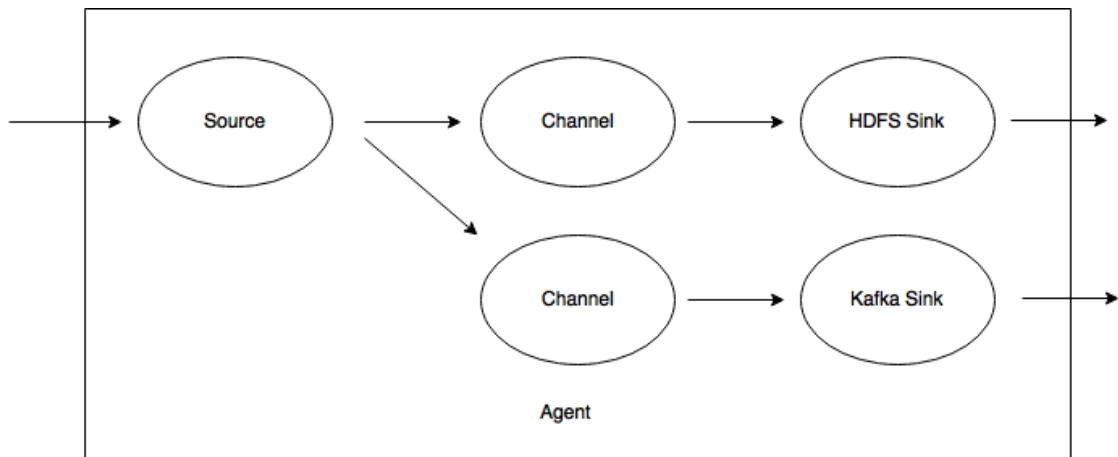 Source
Channel
HDFS Sink
Channel
Kafka Sink
Agent